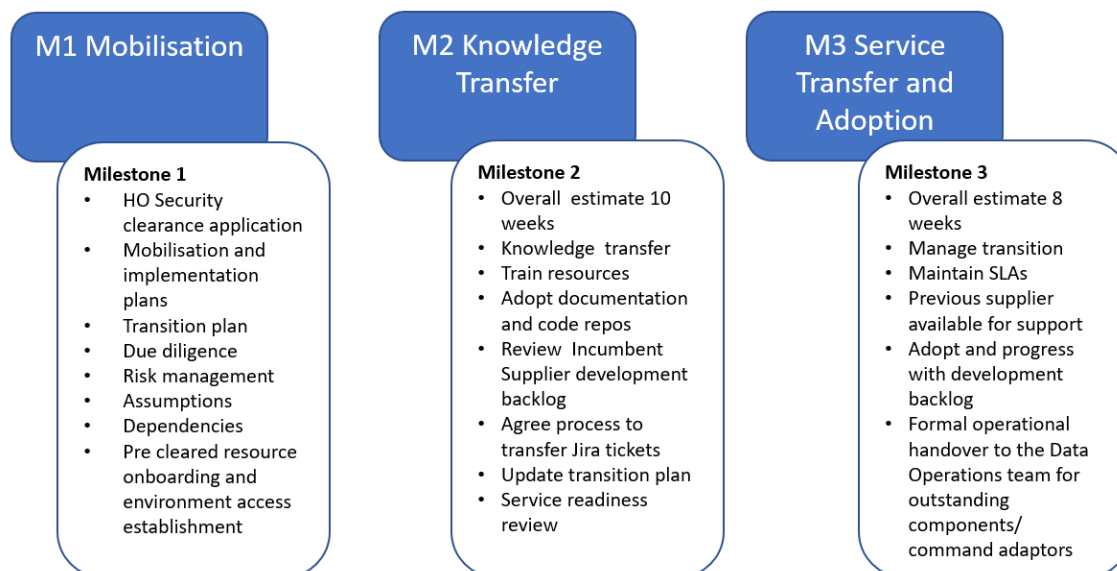 M1 Mobilisation
Milestone 1
• HO Security
clearance application
• Mobilisation and
implementation
plans
• Transition plan
• Due diligence
• Risk management
• Assumptions
• Dependencies
• Pre cleared resource
onboarding and
environment access
establishment
M2 Knowledge
Transfer
Milestone 2
• Overall estimate 10
weeks
• Knowledge transfer
• Train resources
• Adopt documentation
and code repos
• Review Incumbent
Supplier development
backlog
• Agree process to
transfer Jira tickets
• Update transition plan
• Service readiness
review
M3 Service
Transfer and
Adoption
Milestone 3
• Overall estimate 8
weeks
• Manage transition
• Maintain SLAs
• Previous supplier
available for support
• Adopt and progress
with development
backlog
• Formal operational
handover to the Data
Operations team for
outstanding
components/
command adaptors